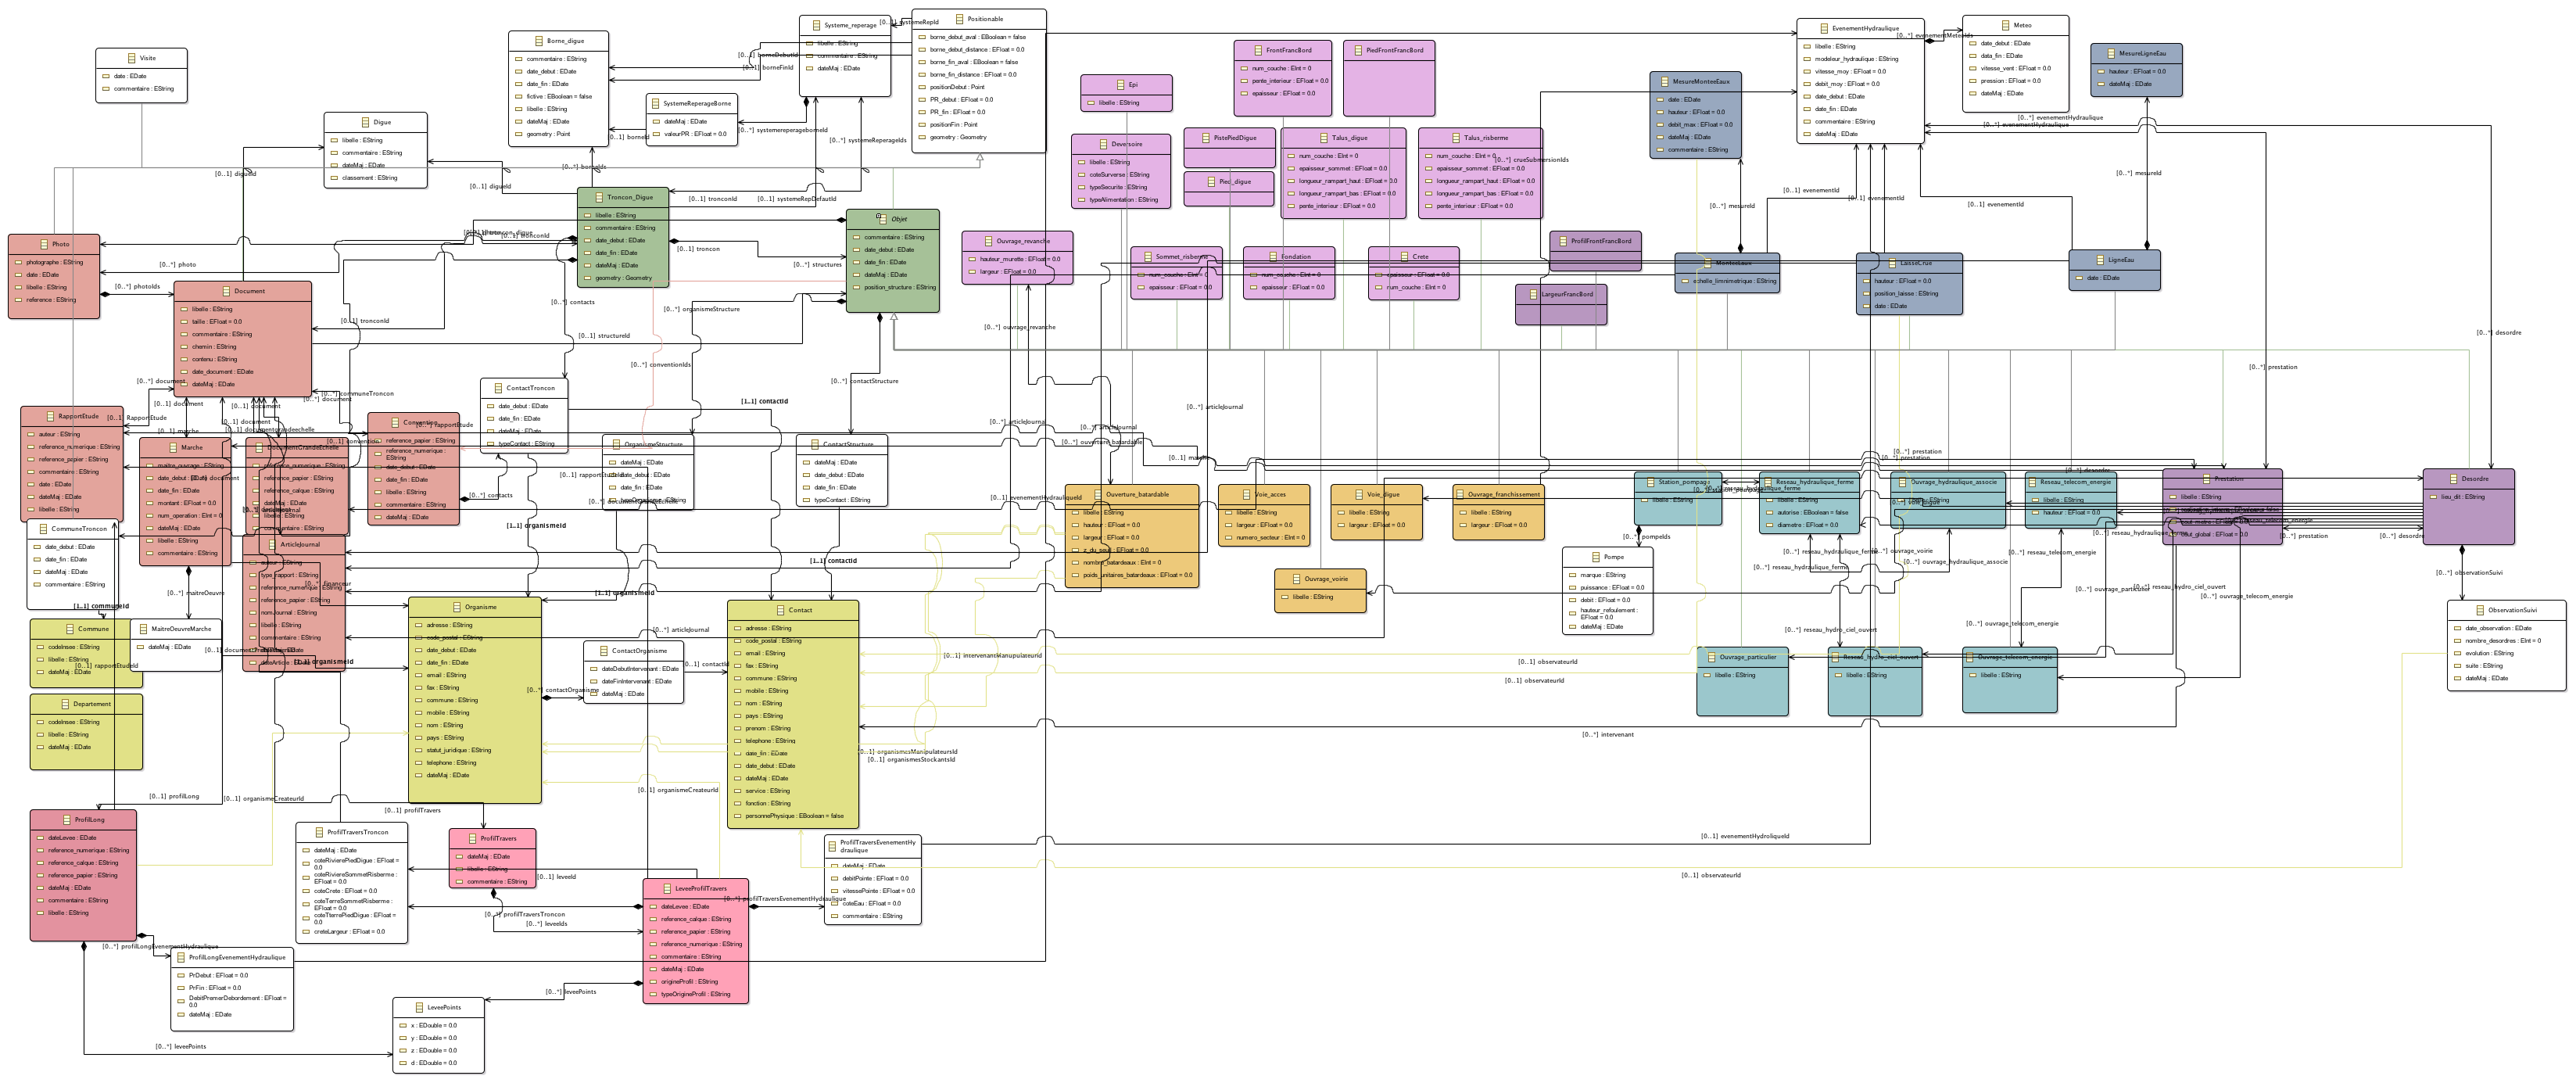 Visite
date : EDate
commentaire : EString
Digue
libelle : EString
commentaire : EString
dateMaj : EDate
classement : EString
Borne_digue
commentaire : EString
date_debut : EDate
date_fin : EDate
fictive : EBoolean = false
libelle : EString
dateMaj : EDate
geometry : Point
SystemeReperageBorne
dateMaj : EDate
valeurPR : EFloat = 0.0
Systeme_reperage
libelle : EString
commentaire : EString
dateMaj : EDate
Positionable
borne_debut_aval : EBoolean = false
borne_debut_distance : EFloat = 0.0
borne_fin_aval : EBoolean = false
borne_fin_distance : EFloat = 0.0
positionDebut : Point
PR_debut : EFloat = 0.0
PR_fin : EFloat = 0.0
positionFin : Point
geometry : Geometry
[0..1] systemeRepId
[0..1] borneDebutId
[0..1] borneFinId
[0..1] borneId
[0..*] systemereperageborneId
[0..*] systemeReperageIds
[0..*] borneIds
[0..1] digueId
[0..1] digueId
[0..1] tronconId
[0..1] systemeRepDefautId
Troncon_Digue
libelle : EString
commentaire : EString
date_debut : EDate
date_fin : EDate
dateMaj : EDate
geometry : Geometry
Objet
commentaire : EString
date_debut : EDate
date_fin : EDate
dateMaj : EDate
position_structure : EString
[0..1] troncon
[0..*] structures
Epi
libelle : EString
Deversoire
libelle : EString
coteSurverse : EString
typeSecurite : EString
typeAlimentation : EString
FrontFrancBord
num_couche : EInt = 0
pente_interieur : EFloat = 0.0
epaisseur : EFloat = 0.0
PiedFrontFrancBord
PistePiedDigue
Pied_digue
Talus_digue
num_couche : EInt = 0
epaisseur_sommet : EFloat = 0.0
longueur_rampart_haut : EFloat = 0.0
longueur_rampart_bas : EFloat = 0.0
pente_interieur : EFloat = 0.0
Talus_risberme
num_couche : EInt = 0
epaisseur_sommet : EFloat = 0.0
longueur_rampart_haut : EFloat = 0.0
longueur_rampart_bas : EFloat = 0.0
pente_interieur : EFloat = 0.0
[0..*] crueSubmersionIds
Ouvrage_revanche
hauteur_murette : EFloat = 0.0
largeur : EFloat = 0.0
Sommet_risberme
num_couche : EInt = 0
epaisseur : EFloat = 0.0
Fondation
num_couche : EInt = 0
epaisseur : EFloat = 0.0
Crete
epaisseur : EFloat = 0.0
num_couche : EInt = 0
ProfilFrontFrancBord
LargeurFrancBord
MesureMonteeEaux
date : EDate
hauteur : EFloat = 0.0
debit_max : EFloat = 0.0
dateMaj : EDate
commentaire : EString
EvenementHydraulique
libelle : EString
modeleur_hydraulique : EString
vitesse_moy : EFloat = 0.0
debit_moy : EFloat = 0.0
date_debut : EDate
date_fin : EDate
commentaire : EString
dateMaj : EDate
[0..*] evenementMeteoIds
Meteo
date_debut : EDate
data_fin : EDate
vitesse_vent : EFloat = 0.0
pression : EFloat = 0.0
dateMaj : EDate
MesureLigneEau
hauteur : EFloat = 0.0
dateMaj : EDate
[0..*] evenementHydraulique
[0..*] evenementHydraulique
[0..*] mesureId
[0..*] mesureId
[0..1] evenementId
[0..1] evenementId
[0..1] evenementId
MonteeEaux
echelle_limnimetrique : EString
LaisseCrue
hauteur : EFloat = 0.0
position_laisse : EString
date : EDate
LigneEau
date : EDate
[0..*] desordre
[0..*] prestation
Photo
photographe : EString
date : EDate
libelle : EString
reference : EString
[0..*] photo
[0..*] photoIds
Document
libelle : EString
taille : EFloat = 0.0
commentaire : EString
chemin : EString
contenu : EString
date_document : EDate
dateMaj : EDate
[0..1] tronconId
[0..1] structureId
[0..*] contacts
[0..*] organismeStructure
[0..*] conventionIds
[0..*] contactStructure
[0..*] ouvrage_revanche
[0..*] articleJournal
RapportEtude
auteur : EString
reference_numerique : EString
reference_papier : EString
commentaire : EString
date : EDate
dateMaj : EDate
libelle : EString
[0..1] document
[0..1] document
[0..1] document
[0..1] RapportEtude
[0..*] communeTroncon
Marche
maitre_ouvrage : EString
date_debut : EDate
date_fin : EDate
montant : EFloat = 0.0
num_operation : EInt = 0
dateMaj : EDate
libelle : EString
commentaire : EString
DocumentGrandeEchelle
reference_numerique : EString
reference_papier : EString
reference_calque : EString
dateMaj : EDate
libelle : EString
commentaire : EString
Convention
reference_papier : EString
reference_numerique : EString
date_debut : EDate
date_fin : EDate
libelle : EString
commentaire : EString
dateMaj : EDate
ContactTroncon
date_debut : EDate
date_fin : EDate
dateMaj : EDate
typeContact : EString
[1..1] contactId
OrganismeStructure
dateMaj : EDate
date_debut : EDate
date_fin : EDate
typeOrganisme : EString
ContactStructure
dateMaj : EDate
date_debut : EDate
date_fin : EDate
typeContact : EString
[0..*] contacts
[1..1] organismeId
[1..1] contactId
[1..1] organismeId
CommuneTroncon
date_debut : EDate
date_fin : EDate
dateMaj : EDate
commentaire : EString
[1..1] communeId
ArticleJournal
auteur : EString
type_rapport : EString
reference_numerique : EString
reference_papier : EString
nomJournal : EString
libelle : EString
commentaire : EString
dateMaj : EDate
dateArticle : EDate
[0..*] maitreOeuvre
[0..*] financeur
Commune
codeInsee : EString
libelle : EString
dateMaj : EDate
MaitreOeuvreMarche
dateMaj : EDate
[0..1] rapportEtudeId
[1..1] organismeId
Departement
codeInsee : EString
libelle : EString
dateMaj : EDate
Organisme
adresse : EString
code_postal : EString
date_debut : EDate
date_fin : EDate
email : EString
fax : EString
commune : EString
mobile : EString
nom : EString
pays : EString
statut_juridique : EString
telephone : EString
dateMaj : EDate
ContactOrganisme
dateDebutIntervenant : EDate
dateFinIntervenant : EDate
dateMaj : EDate
[0..*] contactOrganisme
[0..1] contactId
[0..*] articleJournal
Contact
adresse : EString
code_postal : EString
email : EString
fax : EString
commune : EString
mobile : EString
nom : EString
pays : EString
prenom : EString
telephone : EString
date_fin : EDate
date_debut : EDate
dateMaj : EDate
service : EString
fonction : EString
personnePhysique : EBoolean = false
[0..1] intervenantManupulateurId
[0..1] organismesManipulateursId
[0..1] organismesStockantsId
Ouverture_batardable
libelle : EString
hauteur : EFloat = 0.0
largeur : EFloat = 0.0
z_du_seuil : EFloat = 0.0
nombre_batardeaux : EInt = 0
poids_unitaires_batardeaux : EFloat = 0.0
[0..*] ouverture_batardable
[0..1] evenementHydrauliqueId
Voie_acces
libelle : EString
largeur : EFloat = 0.0
numero_secteur : EInt = 0
Voie_digue
libelle : EString
largeur : EFloat = 0.0
Ouvrage_franchissement
libelle : EString
largeur : EFloat = 0.0
Ouvrage_voirie
libelle : EString
Station_pompage
libelle : EString
[0..*] pompeIds
Pompe
marque : EString
puissance : EFloat = 0.0
debit : EFloat = 0.0
hauteur_refoulement : EFloat = 0.0
dateMaj : EDate
Reseau_hydraulique_ferme
libelle : EString
autorise : EBoolean = false
diametre : EFloat = 0.0
Ouvrage_hydraulique_associe
libelle : EString
Reseau_telecom_energie
libelle : EString
hauteur : EFloat = 0.0
Prestation
libelle : EString
cout_global : EFloat = 0.0
Desordre
lieu_dit : EString
[0..*] prestation
[0..*] prestation
[0..*] prestation
[0..*] desordre
[0..*] desordre
[0..*] reseau_hydraulique_ferme
[0..*] ouvrage_voirie
[0..*] ouvrage_hydraulique_associe
[0..*] reseau_hydraulique_ferme
[0..*] reseau_telecom_energie
[0..*] ouvrage_particulier
[0..*] reseau_hydro_ciel_ouvert
[0..*] ouvrage_telecom_energie
[0..*] ouvrage_telecom_energie
[0..*] reseau_hydro_ciel_ouvert
[0..*] observationSuivi
ObservationSuivi
date_observation : EDate
nombre_desordres : EInt = 0
evolution : EString
suite : EString
dateMaj : EDate
Ouvrage_particulier
libelle : EString
Reseau_hydro_ciel_ouvert
libelle : EString
Ouvrage_telecom_energie
libelle : EString
[0..1] observateurId
[0..1] observateurId
[0..*] intervenant
[0..1] profilLong
[0..1] organismeCreateurId
[0..1] profilTravers
[0..1] organismeCreateurId
ProfilLong
dateLevee : EDate
reference_numerique : EString
reference_calque : EString
reference_papier : EString
dateMaj : EDate
commentaire : EString
libelle : EString
ProfilTraversTroncon
dateMaj : EDate
coteRivierePiedDigue : EFloat = 0.0
coteRiviereSommetRisberme : EFloat = 0.0
coteCrete : EFloat = 0.0
coteTerreSommetRisberme : EFloat = 0.0
coteTterrePiedDigue : EFloat = 0.0
creteLargeur : EFloat = 0.0
ProfilTravers
dateMaj : EDate
libelle : EString
commentaire : EString
[0..1] leveeId
[0..*] profilTraversTroncon
[0..*] leveeIds
LeveeProfilTravers
dateLevee : EDate
reference_calque : EString
reference_papier : EString
reference_numerique : EString
commentaire : EString
dateMaj : EDate
origineProfil : EString
typeOrigineProfil : EString
[0..*] profilTraversEvenementHydraulique
ProfilTraversEvenementHydraulique
dateMaj : EDate
debitPointe : EFloat = 0.0
vitessePointe : EFloat = 0.0
coteEau : EFloat = 0.0
commentaire : EString
[0..1] evenementHydroliqueId
[0..1] observateurId
[0..*] profilLongEvenementHydraulique
ProfilLongEvenementHydraulique
PrDebut : EFloat = 0.0
PrFin : EFloat = 0.0
DebitPremerDebordement : EFloat = 0.0
dateMaj : EDate
[0..*] leveePoints
[0..*] leveePoints
LeveePoints
x : EDouble = 0.0
y : EDouble = 0.0
z : EDouble = 0.0
d : EDouble = 0.0